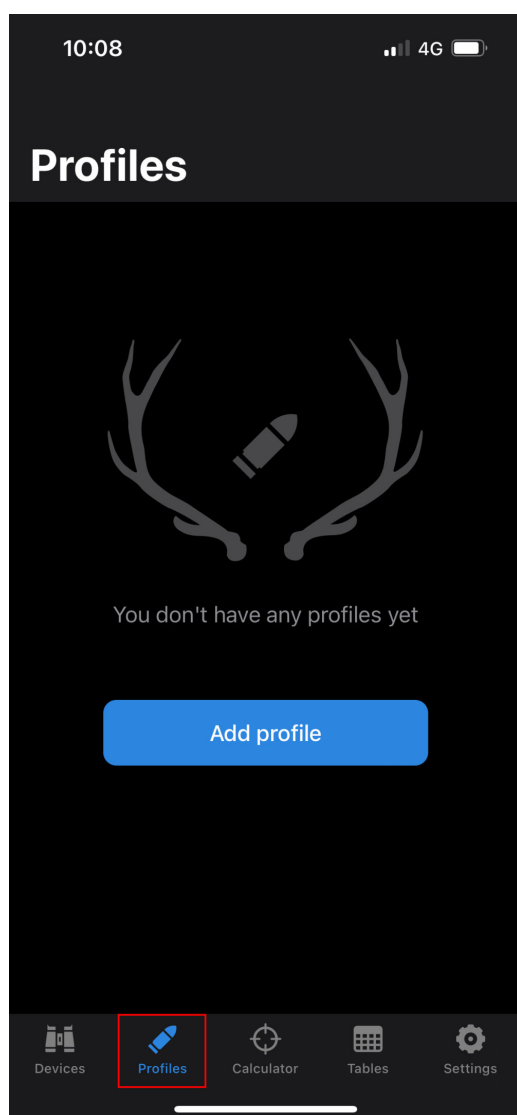 10:08 4G
Profiles
You don't have any profiles yet
Add profile
Devices Profiles Calculator Tables Settings